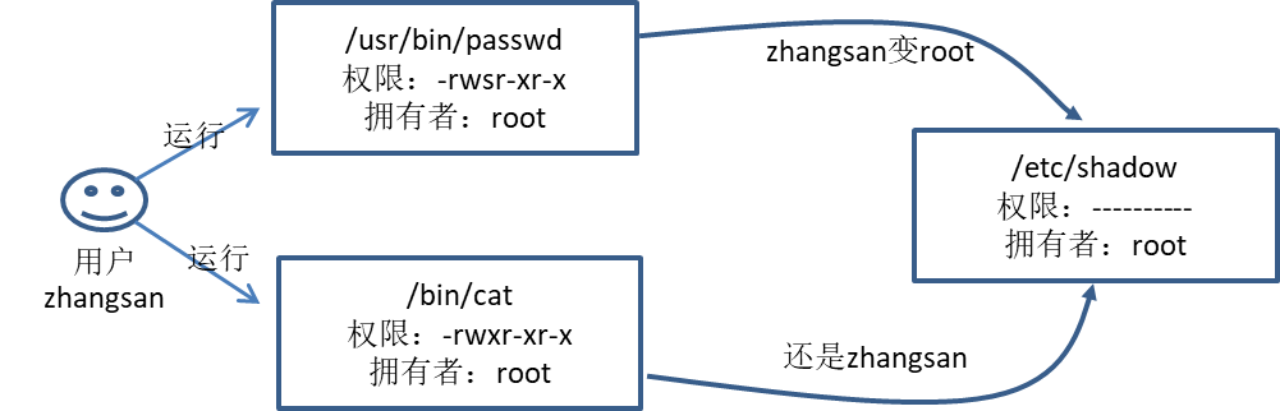 /usr/bin/passwd
权限：-rwsr-xr-x
拥有者：root
zhangsan变root
运行
/etc/shadow
权限：----------
拥有者：root
用户
zhangsan
运行
/bin/cat
权限：-rwxr-xr-x
拥有者：root
还是zhangsan